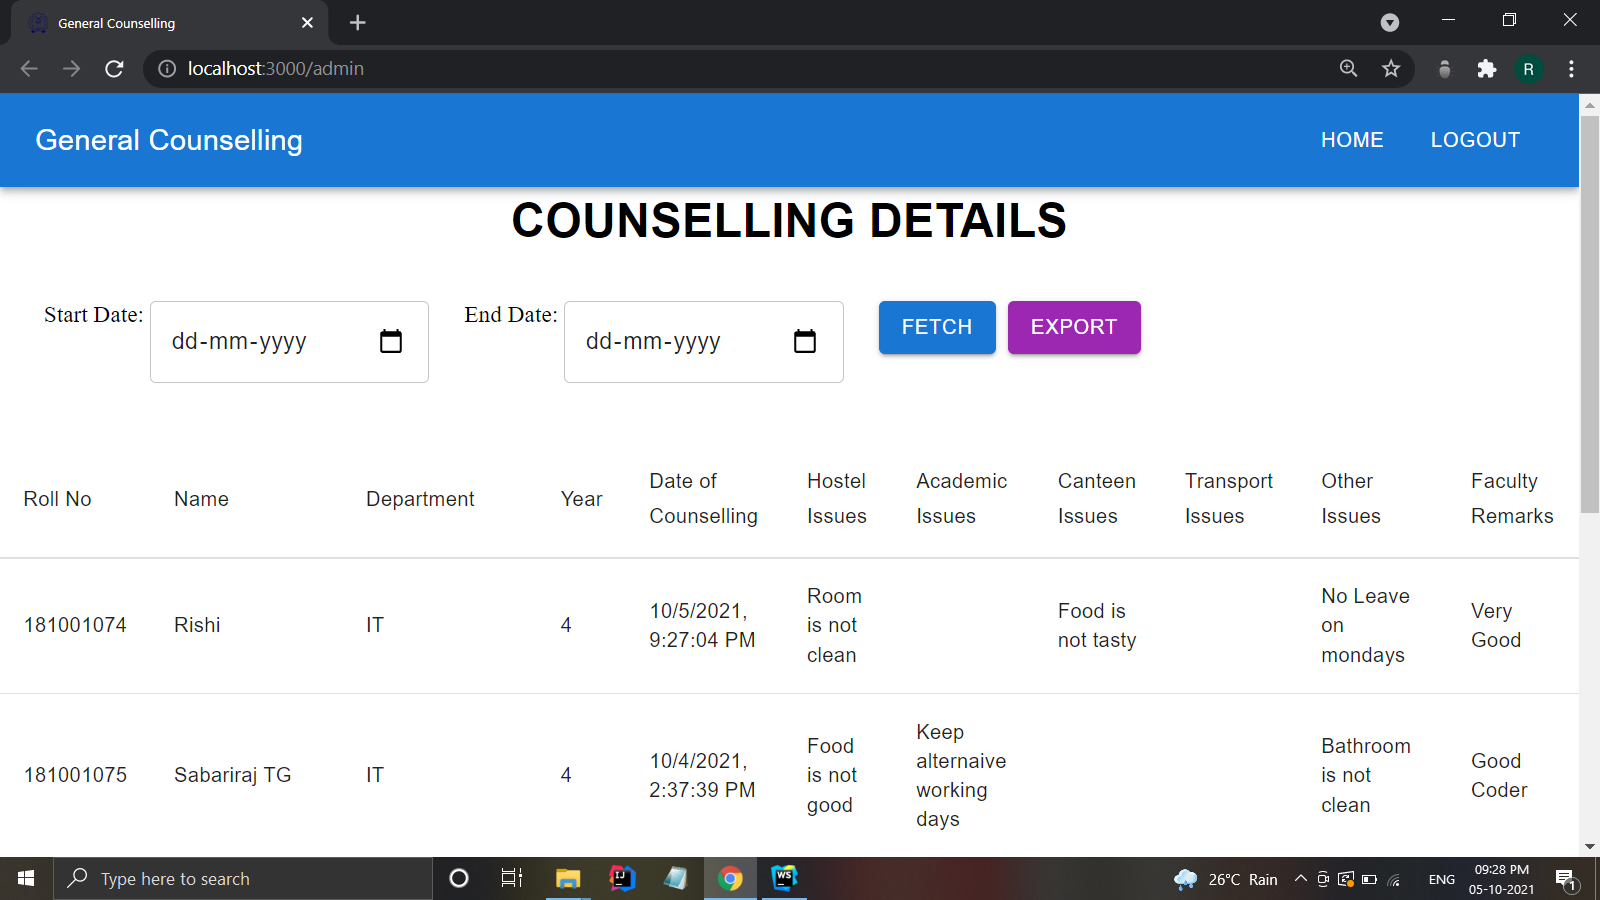 General Counselling
localhost:3000/admin
R
General Counselling
HOME
LOGOUT
COUNSELLING DETAILS
Start Date:
dd-mm-yyyy
End Date:
dd-mm-yyyy
FETCH
EXPORT
Roll No
Name
Department
Year
Date of
Counselling
Hostel
Issues
Academic
Issues
Canteen
Issues
Transport
Issues
Other
Issues
Faculty
Remarks
181001074
Rishi
IT
4
10/5/2021,
9:27:04 PM
Room
is not
clean
Food is
not tasty
No Leave
on
mondays
Very
Good
181001075
Sabariraj TG
IT
4
10/4/2021,
2:37:39 PM
Food
is not
good
Keep
alternaive
working
days
Bathroom
is not
clean
Good
Coder
Type here to search
IJ
WS
26°C Rain
ENG
09:28 PM
05-10-2021
1